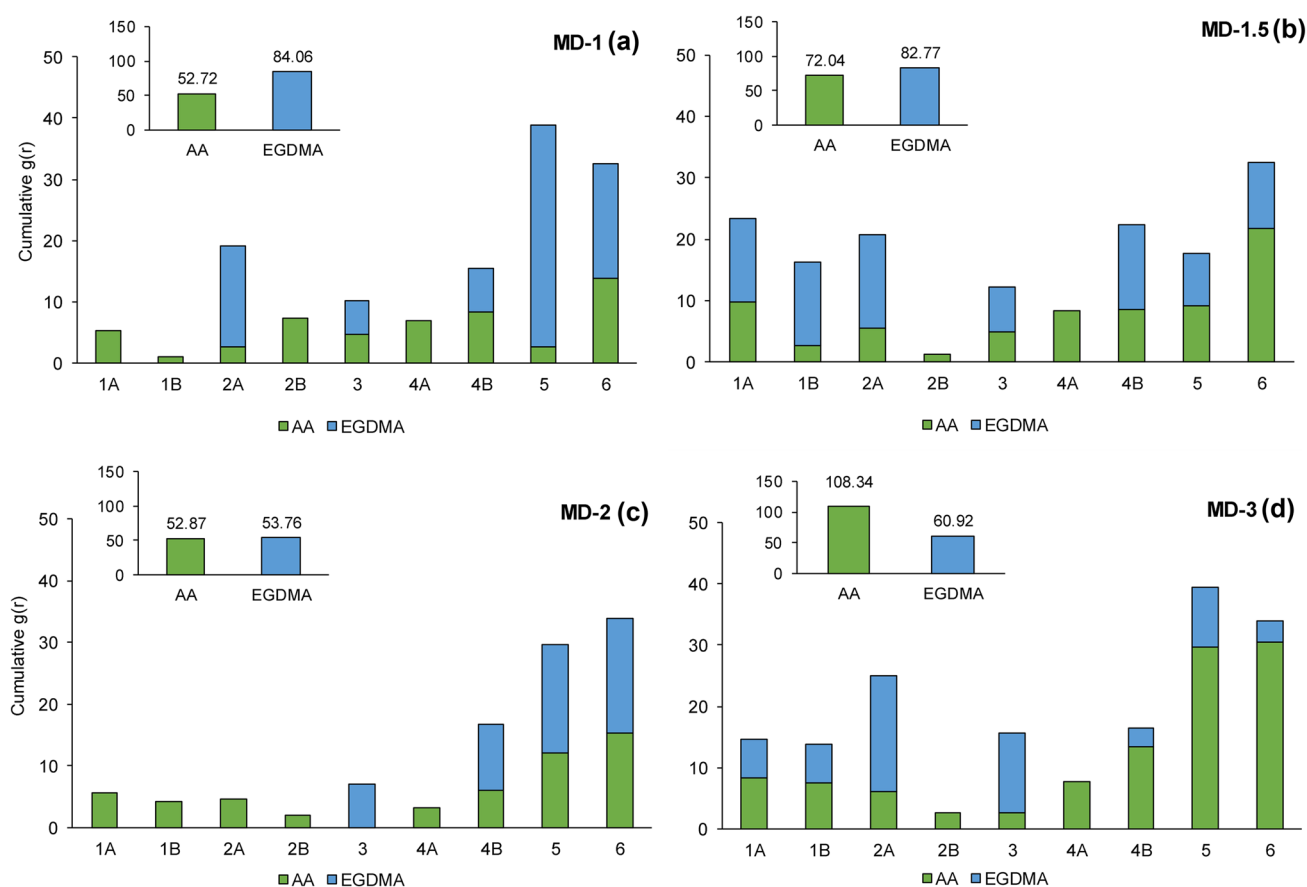 MD-1 (a)
150
100
50
0
52.72
84.06
AA EGDMA
Cumulative g(r)
50
40
30
20
10
0
1A 1B 2A 2B 3 4A 4B 5 6
AA EGDMA
MD-1.5 (b)
150
100
50
0
72.04
82.77
AA EGDMA
50
40
30
20
10
0
1A 1B 2A 2B 3 4A 4B 5 6
AA EGDMA
MD-2 (c)
150
100
50
0
52.87
53.76
AA EGDMA
Cumulative g(r)
50
40
30
20
10
0
1A 1B 2A 2B 3 4A 4B 5 6
AA EGDMA
MD-3 (d)
150
100
50
0
108.34
60.92
AA EGDMA
50
40
30
20
10
0
1A 1B 2A 2B 3 4A 4B 5 6
AA EGDMA